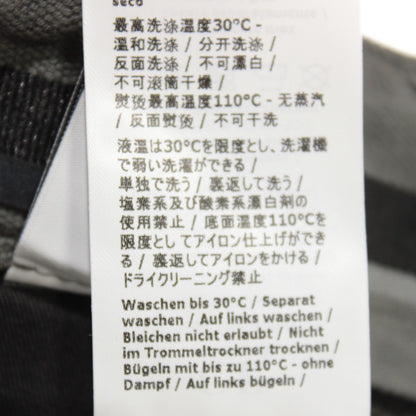 seco
最高洗涤温度30°C -
温和洗涤 / 分开洗涤 /
反面洗涤 / 不可漂白 /
不可滚筒干燥 /
熨烫最高温度110°C - 无蒸汽
/ 反面熨烫 / 不可干洗
液温は30℃を限度とし、洗濯機
で弱い洗濯ができる /
単独で洗う / 裏返して洗う /
塩素系及び酸素系漂白剤の
使用禁止 / 底面温度110℃を
限度としてアイロン仕上げができ
る / 裏返してアイロンをかける /
ドライクリーニング禁止
Waschen bis 30°C / Separat
waschen / Auf links waschen /
Bleichen nicht erlaubt / Nicht
im Trommeltrockner trocknen /
Bügeln mit bis zu 110°C - ohne
Dampf / Auf links bügeln /